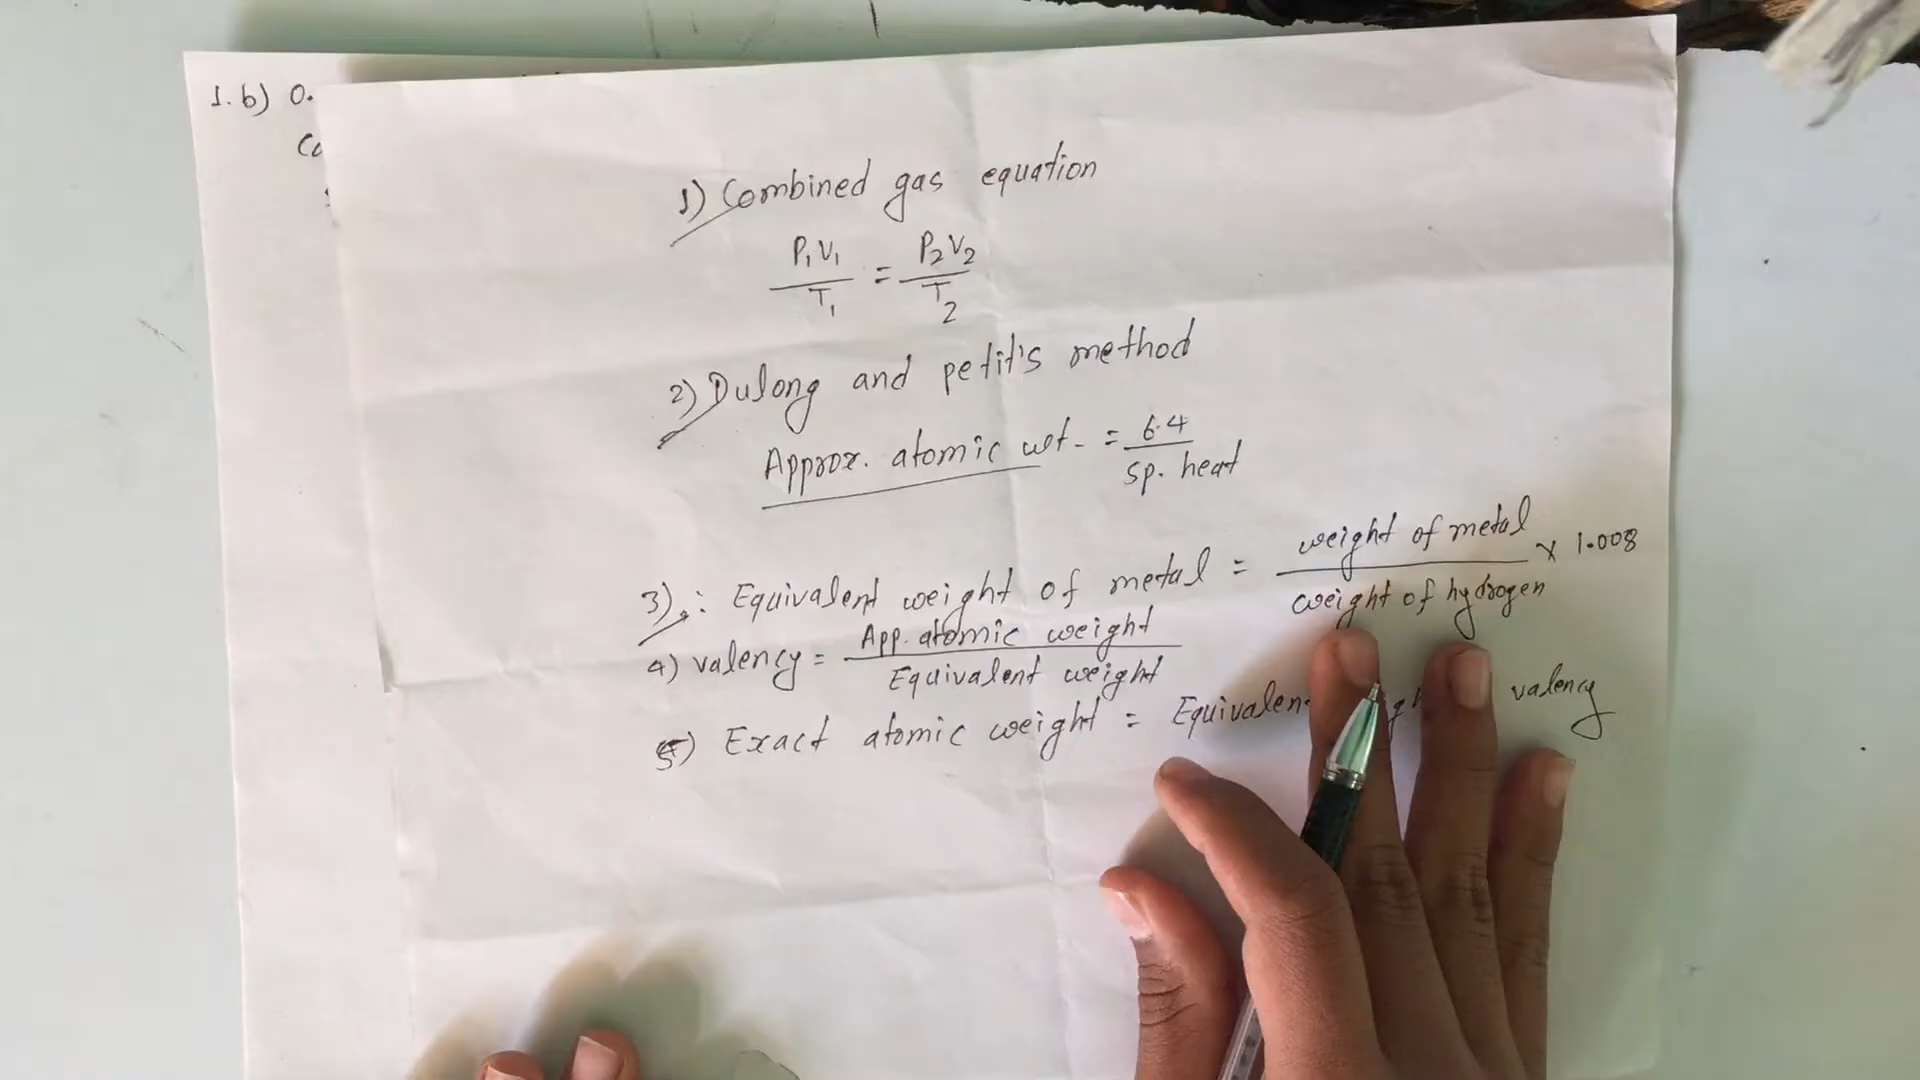 1. b) 0.
Ca
1) Combined gas equation
P₁V₁/T₁ = P₂V₂/T₂
2) Dulong and petit's method
Approx. atomic wt. = 6.4/sp. heat
3) ∴ Equivalent weight of metal = weight of metal/weight of hydrogen × 1.008
4) valency = App. atomic weight/Equivalent weight
5) Exact atomic weight = Equivalen valency